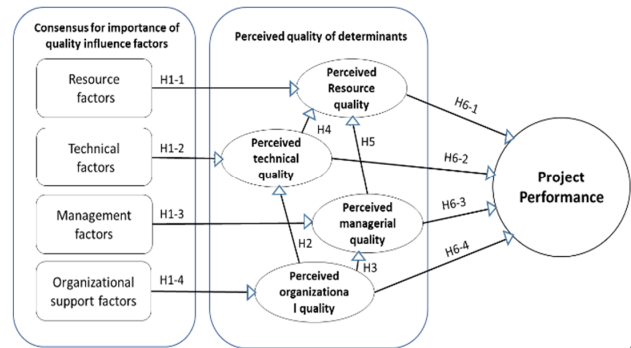 Consensus for importance of
quality influence factors
Perceived quality of determinants
Resource
factors
H1-1
Perceived
Resource
quality
H6-1
Technical
factors
H1-2
Perceived
technical
quality
H4
H5
H6-2
Project
Performance
Management
factors
H1-3
Perceived
managerial
quality
H6-3
H2
H3
H6-4
Organizational
support factors
H1-4
Perceived
organizationa
l quality